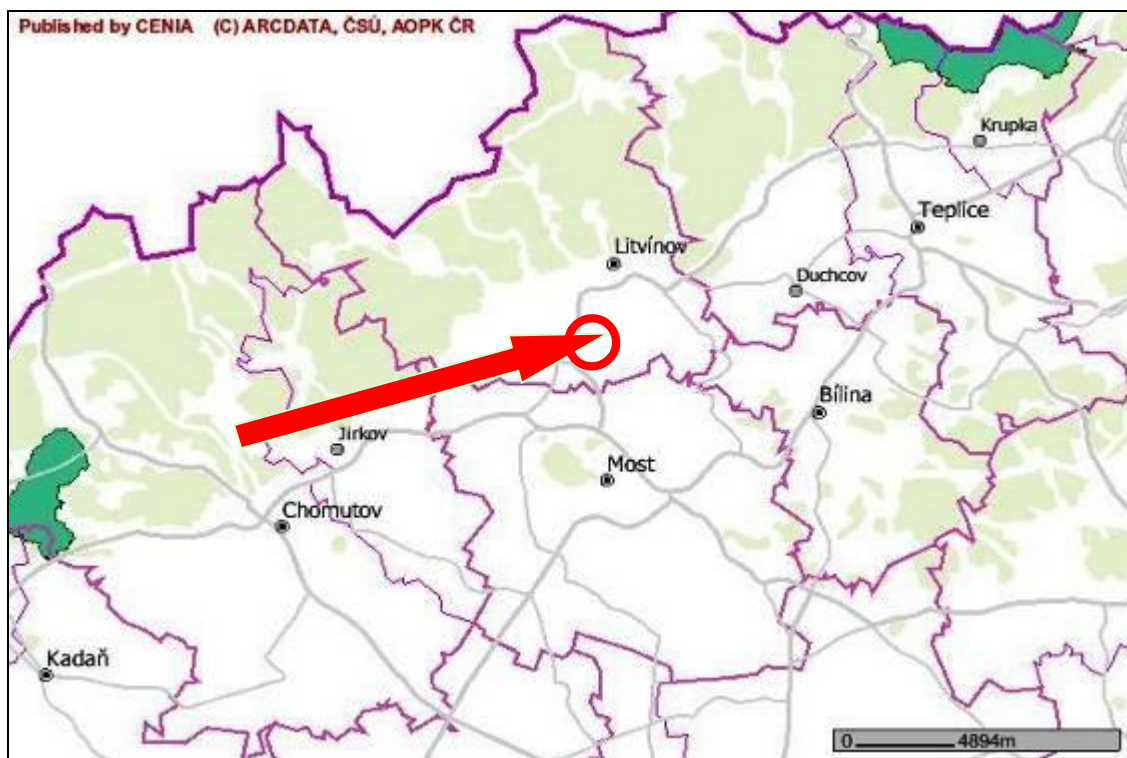 Published by CENIA (C) ARCDATA, ČSÚ, AOPK ČR
Krupka
Teplice
Litvínov
Duchcov
Bílina
Jirkov
Most
Chomutov
Kadaň
0 4894m